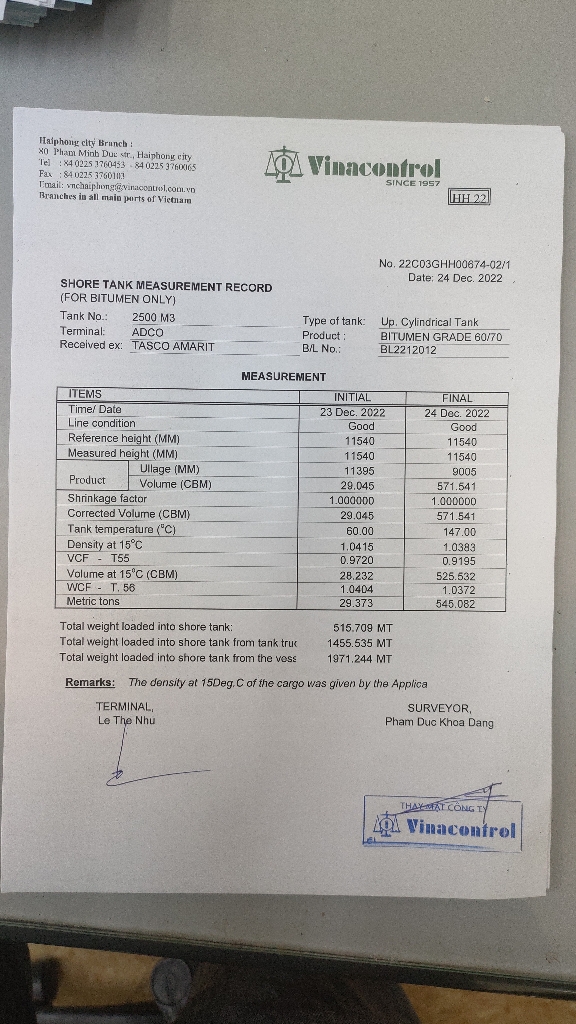 Haiphong city Branch :
80 Pham Minh Duc str., Haiphong city
Tel : 84 0225 3760453 - 84 0225 3760065
Fax : 84 0225 3760103
Email: vnchaiphong@vinacontrol.com.vn
Branches in all main ports of Vietnam
Vinacontrol
SINCE 1957
HH 22
No. 22C03GHH00674-02/1
Date: 24 Dec. 2022
SHORE TANK MEASUREMENT RECORD
(FOR BITUMEN ONLY)
Tank No.: 2500 M3 Type of tank: Up. Cylindrical Tank
Terminal: ADCO Product : BITUMEN GRADE 60/70
Received ex: TASCO AMARIT B/L No.: BL2212012
MEASUREMENT
ITEMS INITIAL FINAL
Time/ Date 23 Dec. 2022 24 Dec. 2022
Line condition Good Good
Reference height (MM) 11540 11540
Measured height (MM) 11540 11540
Product Ullage (MM) 11395 9005
Volume (CBM) 29.045 571.541
Shrinkage factor 1.000000 1.000000
Corrected Volume (CBM) 29.045 571.541
Tank temperature (°C) 60.00 147.00
Density at 15°C 1.0415 1.0383
VCF - T55 0.9720 0.9195
Volume at 15°C (CBM) 28.232 525.532
WCF - T. 56 1.0404 1.0372
Metric tons 29.373 545.082
Total weight loaded into shore tank: 515.709 MT
Total weight loaded into shore tank from tank truc 1455.535 MT
Total weight loaded into shore tank from the vess 1971.244 MT
Remarks: The density at 15Deg.C of the cargo was given by the Applica
TERMINAL, SURVEYOR,
Le The Nhu Pham Duc Khoa Dang
THAY MẶT CÔNG TY
Vinacontrol